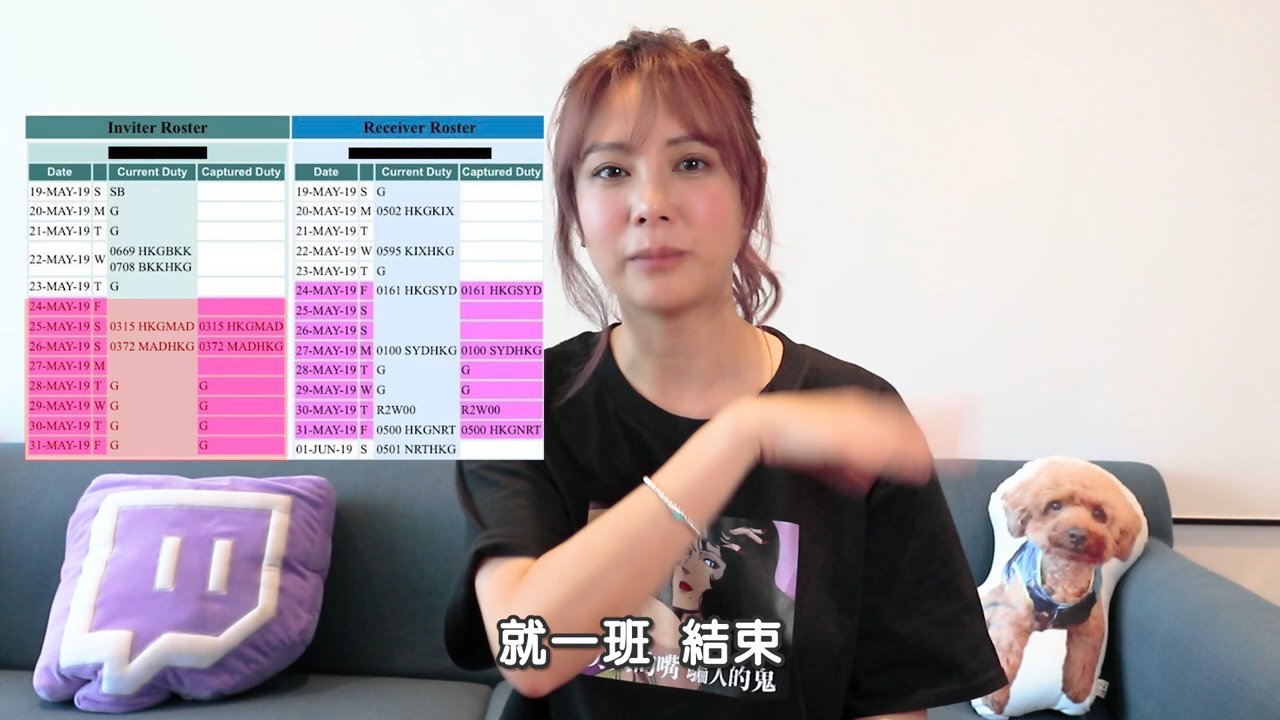 Inviter Roster
Date Current Duty Captured Duty
19-MAY-19 S SB
20-MAY-19 M G
21-MAY-19 T G
22-MAY-19 W 0669 HKGBKK
0708 BKKHKG
23-MAY-19 T G
24-MAY-19 F
25-MAY-19 S 0315 HKGMAD 0315 HKGMAD
26-MAY-19 S 0372 MADHKG 0372 MADHKG
27-MAY-19 M
28-MAY-19 T G G
29-MAY-19 W G G
30-MAY-19 T G G
31-MAY-19 F G G
Receiver Roster
Date Current Duty Captured Duty
19-MAY-19 S G
20-MAY-19 M 0502 HKGKIX
21-MAY-19 T
22-MAY-19 W 0595 KIXHKG
23-MAY-19 T G
24-MAY-19 F 0161 HKGSYD 0161 HKGSYD
25-MAY-19 S
26-MAY-19 S
27-MAY-19 M 0100 SYDHKG 0100 SYDHKG
28-MAY-19 T G G
29-MAY-19 W G G
30-MAY-19 T R2W00 R2W00
31-MAY-19 F 0500 HKGNRT 0500 HKGNRT
01-JUN-19 S 0501 NRTHKG
就一班 結束
嘴 騙人的鬼